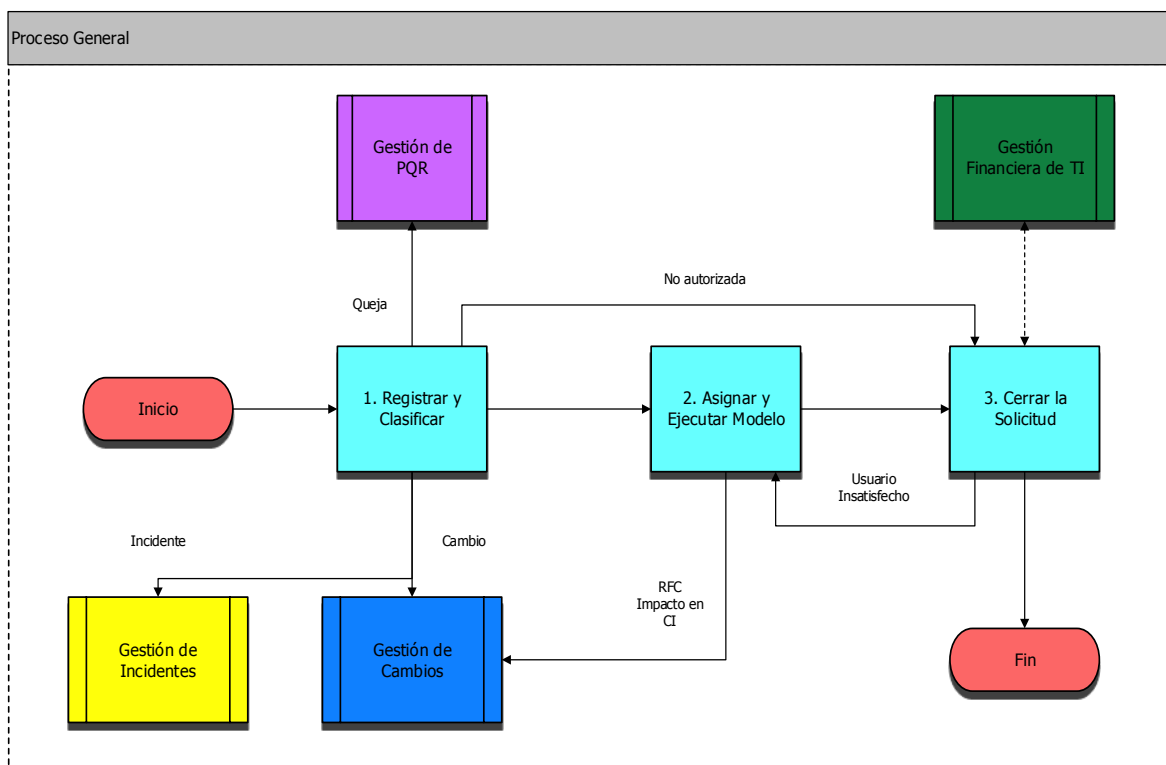 Proceso General
Gestión de
PQR
Gestión
Financiera de TI
No autorizada
Queja
Inicio
1. Registrar y
Clasificar
2. Asignar y
Ejecutar Modelo
3. Cerrar la
Solicitud
Usuario
Insatisfecho
Incidente
Cambio
RFC
Impacto en
CI
Gestión de
Incidentes
Gestión de
Cambios
Fin